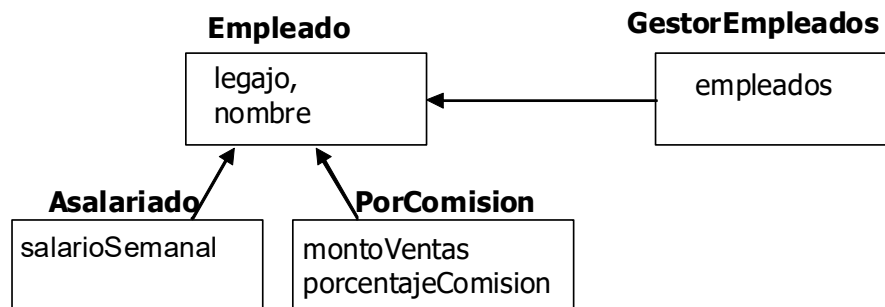 Empleado
GestorEmpleados
legajo,
nombre
empleados
Asalariado
PorComision
salarioSemanal
montoVentas
porcentajeComision